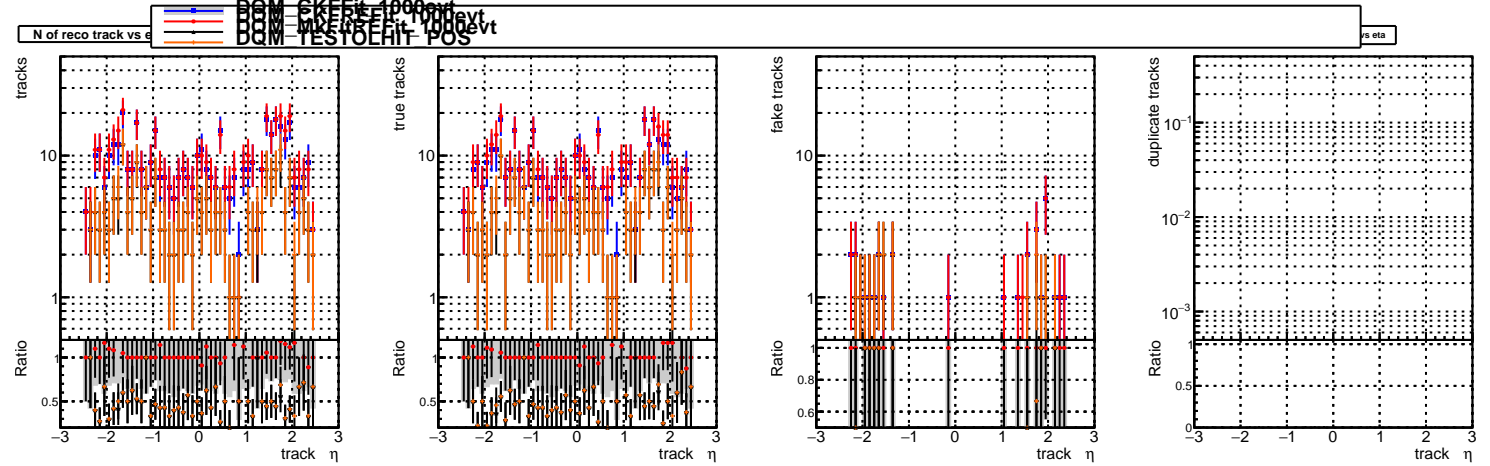 DQM_CKFFit_1000evt
DQM_CKFREFit_1000evt
DQM_MKFitREFit_1000evt
DQM_TESTOLHIT_POS
N of reco track vs e
vs eta
tracks
10
1
Ratio
1
0.5
−3 −2 −1 0 1 2 3
track η
true tracks
10
1
Ratio
1
0.5
−3 −2 −1 0 1 2 3
track η
fake tracks
10
1
Ratio
1
0.8
0.6
−3 −2 −1 0 1 2 3
track η
duplicate tracks
10⁻¹
10⁻²
10⁻³
Ratio
1
0.5
0
−3 −2 −1 0 1 2 3
track η